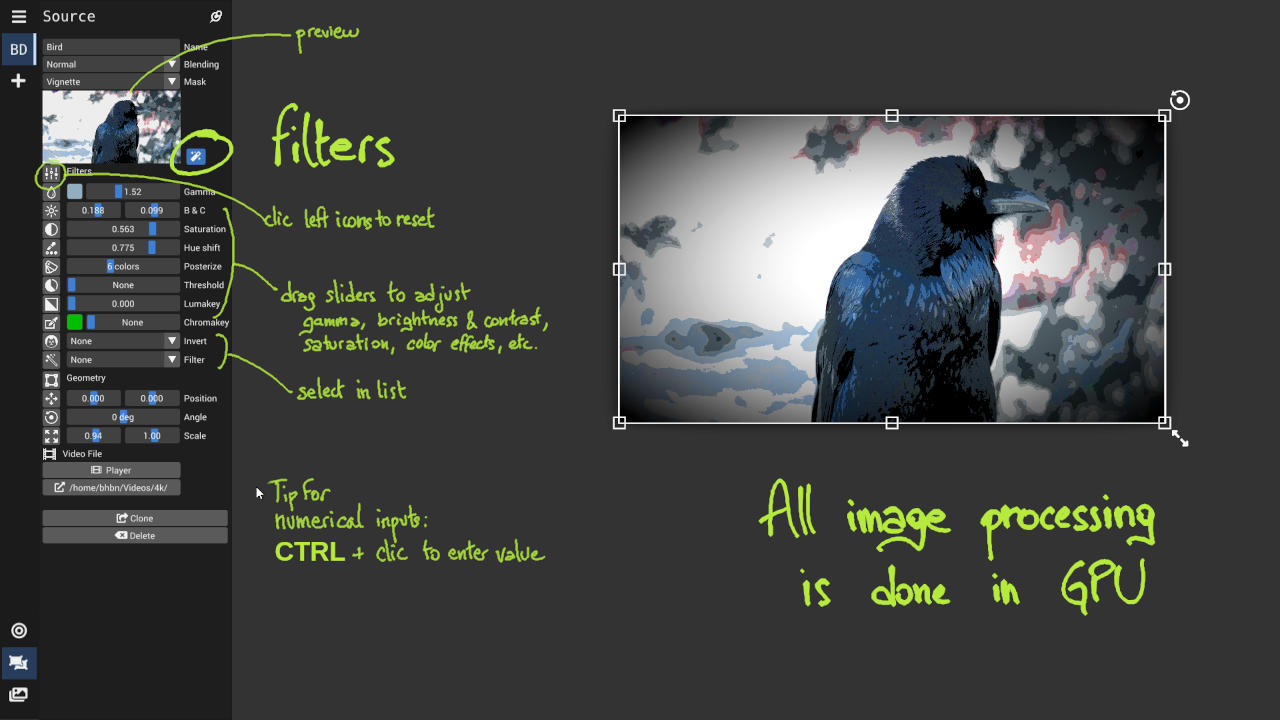 Source
BD
Bird
Name
Normal
Blending
Vignette
Mask
preview
filters
Filters
1.52
Gamma
0.188
0.099
B & C
0.563
Saturation
0.775
Hue shift
6 colors
Posterize
None
Threshold
0.000
Lumakey
None
Chromakey
None
Invert
None
Filter
Geometry
0.000
0.000
Position
0 deg
Angle
0.94
1.00
Scale
Video File
Player
/home/bhbn/Videos/4k/
Clone
Delete
clic left icons to reset
drag sliders to adjust
gamma, brightness & contrast,
saturation, color effects, etc.
select in list
Tip for
numerical inputs:
CTRL + clic to enter value
All image processing
is done in GPU